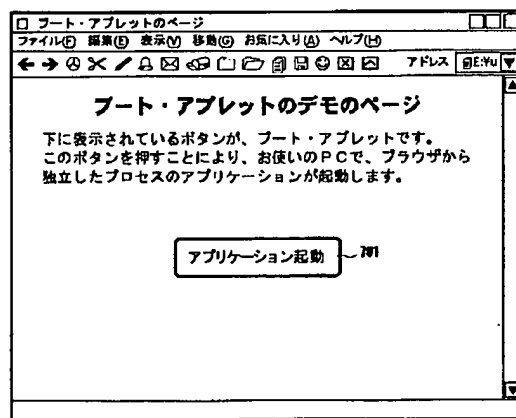 ブート・アプレットのページ
ファイル(F) 編集(E) 表示(V) 移動(G) お気に入り(A) ヘルプ(H)
アドレス E:¥u
ブート・アプレットのデモのページ
下に表示されているボタンが、ブート・アプレットです。
このボタンを押すことにより、お使いのPCで、ブラウザから
独立したプロセスのアプリケーションが起動します。
アプリケーション起動 701